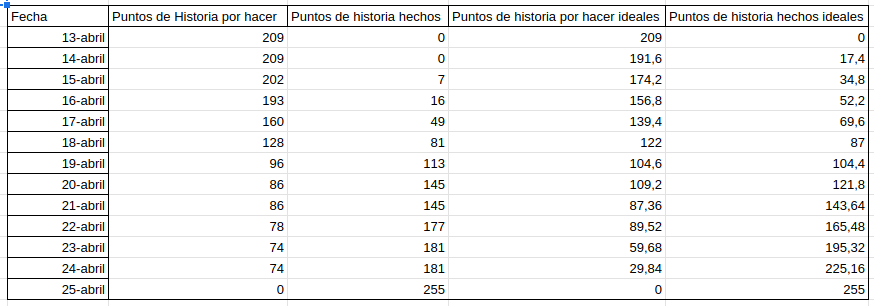 Fecha Puntos de Historia por hacer Puntos de historia hechos Puntos de historia por hacer ideales Puntos de historia hechos ideales
13-abril 209 0 209 0
14-abril 209 0 191,6 17,4
15-abril 202 7 174,2 34,8
16-abril 193 16 156,8 52,2
17-abril 160 49 139,4 69,6
18-abril 128 81 122 87
19-abril 96 113 104,6 104,4
20-abril 86 145 109,2 121,8
21-abril 86 145 87,36 143,64
22-abril 78 177 89,52 165,48
23-abril 74 181 59,68 195,32
24-abril 74 181 29,84 225,16
25-abril 0 255 0 255